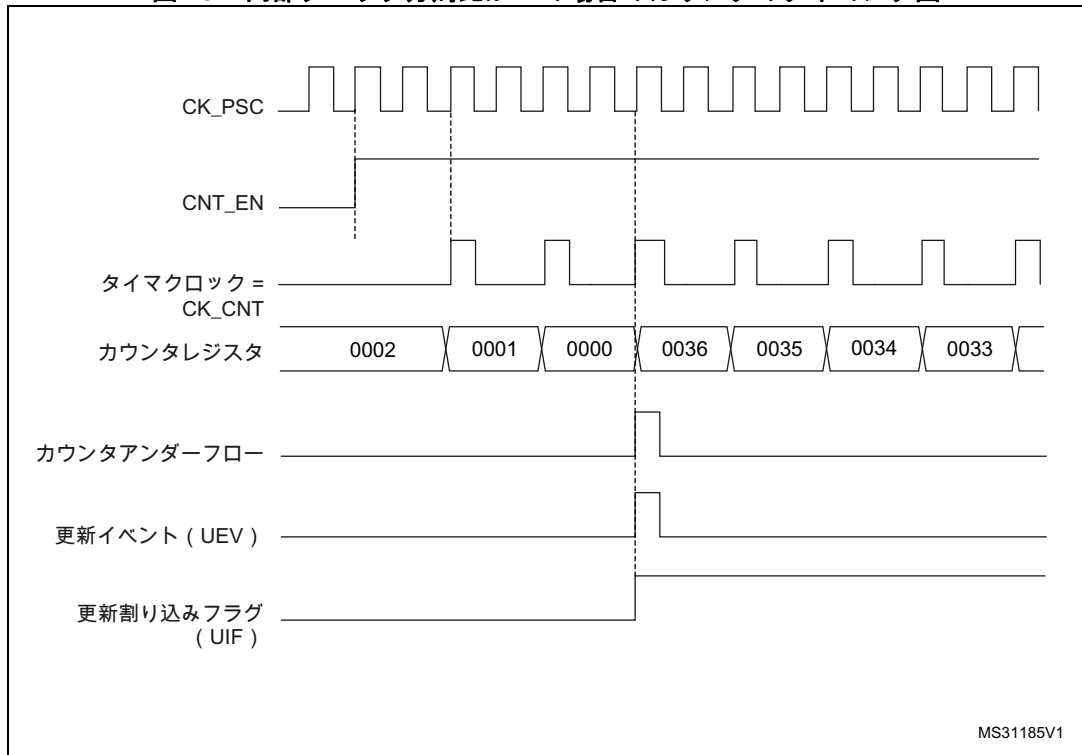 CK_PSC
CNT_EN
タイマクロック =
CK_CNT
カウンタレジスタ
0002
0001
0000
0036
0035
0034
0033
カウンタアンダーフロー
更新イベント ( UEV )
更新割り込みフラグ
( UIF )
MS31185V1